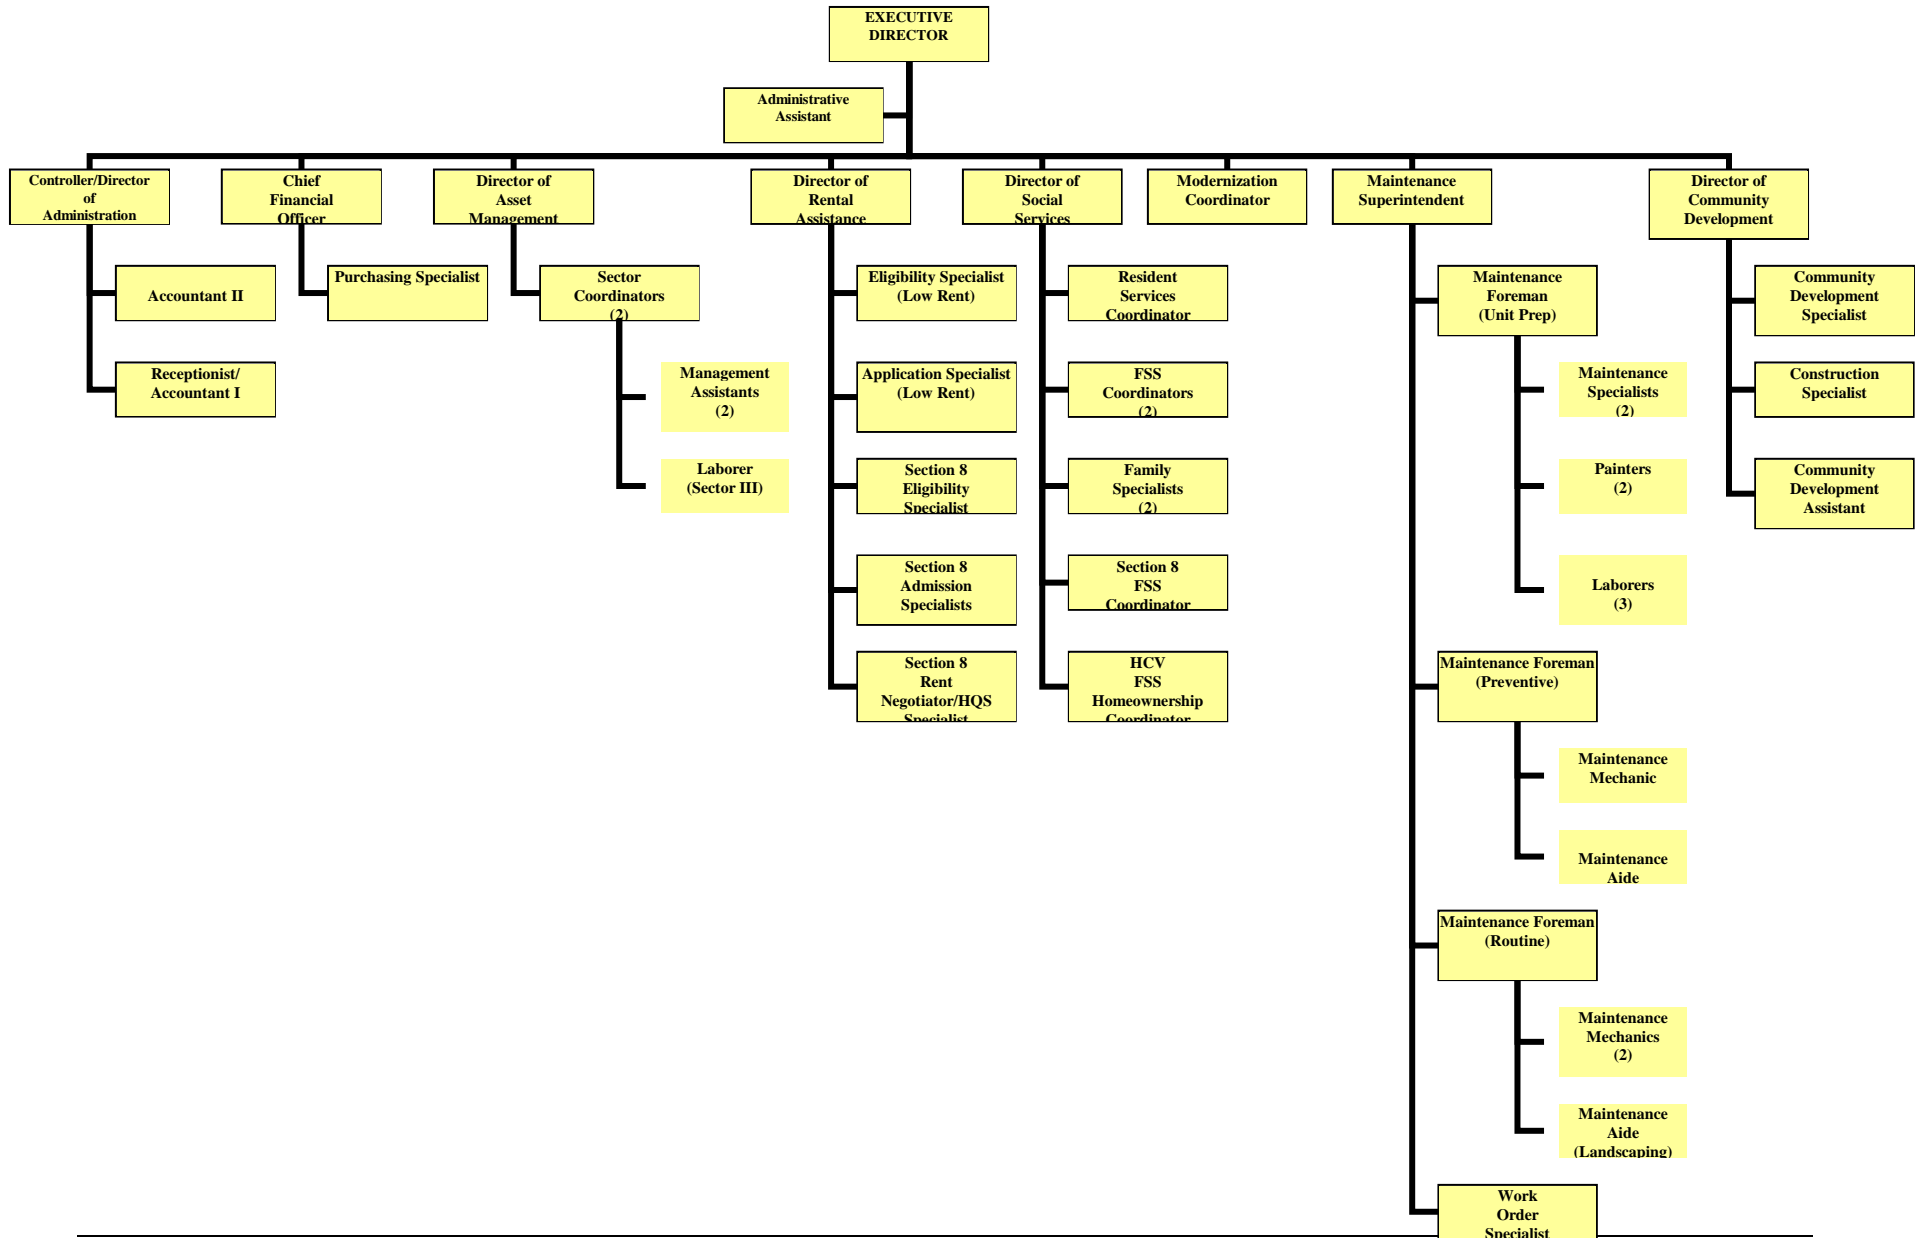 EXECUTIVE
DIRECTOR
Administrative
Assistant
Controller/Director
of
Administration
Chief
Financial
Officer
Director of
Asset
Management
Director of
Rental
Assistance
Director of
Social
Services
Modernization
Coordinator
Maintenance
Superintendent
Director of
Community
Development
Accountant II
Receptionist/
Accountant I
Purchasing Specialist
Sector
Coordinators
(2)
Management
Assistants
(2)
Laborer
(Sector III)
Eligibility Specialist
(Low Rent)
Application Specialist
(Low Rent)
Section 8
Eligibility
Specialist
Section 8
Admission
Specialists
Section 8
Rent
Negotiator/HQS
Specialist
Resident
Services
Coordinator
FSS
Coordinators
(2)
Family
Specialists
(2)
Section 8
FSS
Coordinator
HCV
FSS
Homeownership
Coordinator
Maintenance
Foreman
(Unit Prep)
Maintenance
Specialists
(2)
Painters
(2)
Laborers
(3)
Maintenance Foreman
(Preventive)
Maintenance
Mechanic
Maintenance
Aide
Maintenance Foreman
(Routine)
Maintenance
Mechanics
(2)
Maintenance
Aide
(Landscaping)
Work
Order
Specialist
Community
Development
Specialist
Construction
Specialist
Community
Development
Assistant